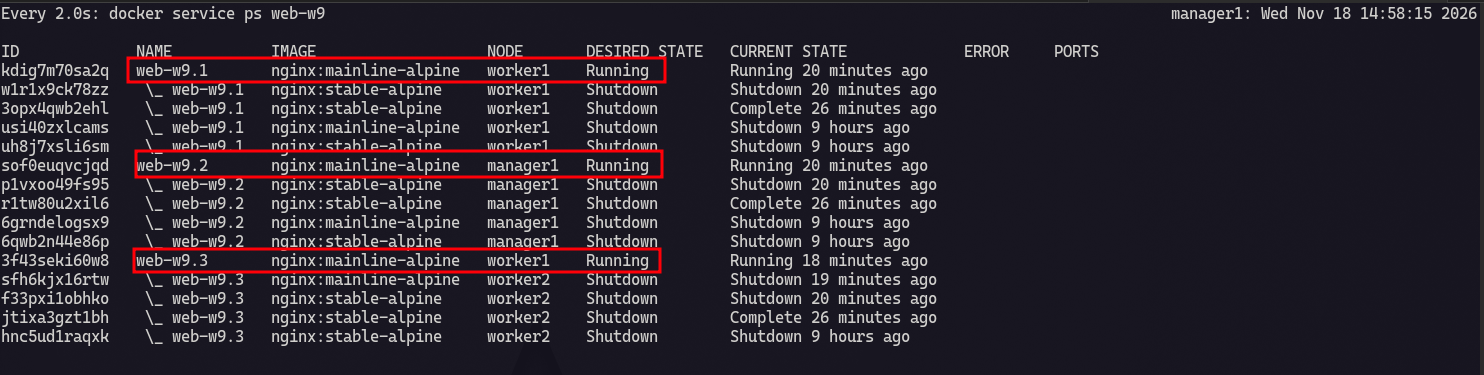 Every 2.0s: docker service ps web-w9 manager1: Wed Nov 18 14:58:15 2026
ID NAME IMAGE NODE DESIRED STATE CURRENT STATE ERROR PORTS
kdig7m70sa2q web-w9.1 nginx:mainline-alpine worker1 Running Running 20 minutes ago
w1r1x9ck78zz \_ web-w9.1 nginx:stable-alpine worker1 Shutdown Shutdown 20 minutes ago
3opx4qwb2ehl \_ web-w9.1 nginx:stable-alpine worker1 Shutdown Complete 26 minutes ago
usi40zxlcams \_ web-w9.1 nginx:mainline-alpine worker1 Shutdown Shutdown 9 hours ago
uh8j7xsli6sm \_ web-w9.1 nginx:stable-alpine worker1 Shutdown Shutdown 9 hours ago
sof0euqvcjqd web-w9.2 nginx:mainline-alpine manager1 Running Running 20 minutes ago
p1vxoo49fs95 \_ web-w9.2 nginx:stable-alpine manager1 Shutdown Shutdown 20 minutes ago
r1tw80u2xil6 \_ web-w9.2 nginx:stable-alpine manager1 Shutdown Complete 26 minutes ago
6grndelogsx9 \_ web-w9.2 nginx:mainline-alpine manager1 Shutdown Shutdown 9 hours ago
6qwb2n44e86p \_ web-w9.2 nginx:stable-alpine manager1 Shutdown Shutdown 9 hours ago
3f43seki60w8 web-w9.3 nginx:mainline-alpine worker1 Running Running 18 minutes ago
sfh6kjx16rtw \_ web-w9.3 nginx:mainline-alpine worker2 Shutdown Shutdown 19 minutes ago
f33pxi1obhko \_ web-w9.3 nginx:stable-alpine worker2 Shutdown Shutdown 20 minutes ago
jtixa3gzt1bh \_ web-w9.3 nginx:stable-alpine worker2 Shutdown Complete 26 minutes ago
hnc5ud1raqxk \_ web-w9.3 nginx:stable-alpine worker2 Shutdown Shutdown 9 hours ago